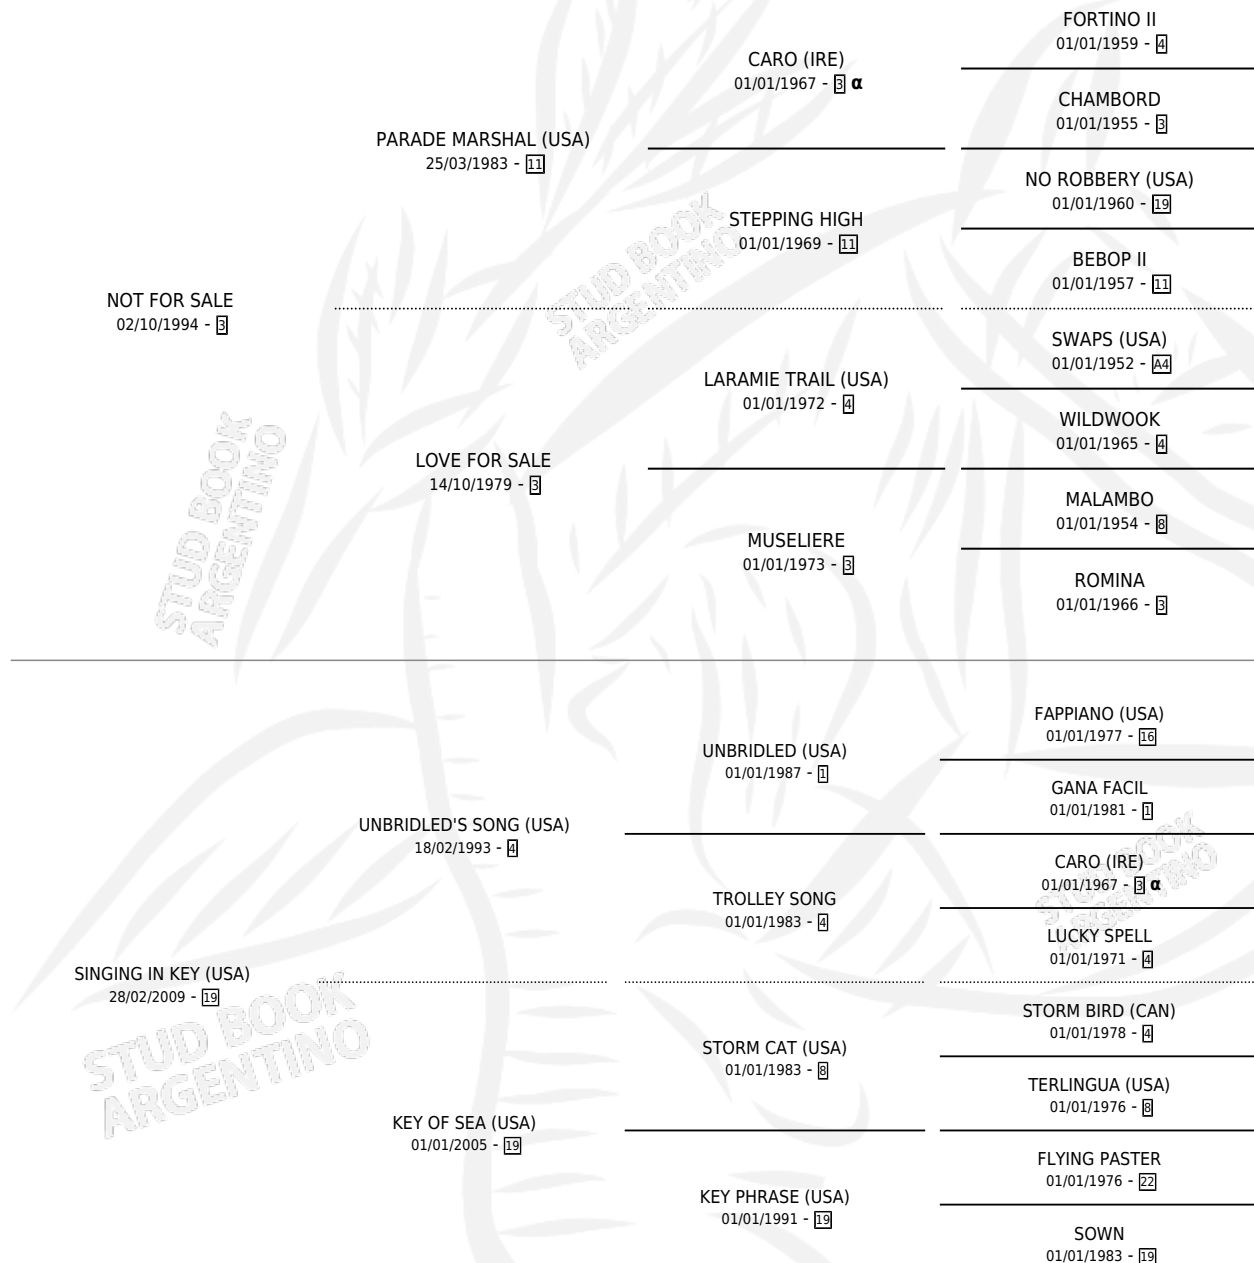 FORTINO II
01/01/1959 - 4
CARO (IRE)
01/01/1967 - 3 α
CHAMBORD
01/01/1955 - 3
PARADE MARSHAL (USA)
25/03/1983 - 11
NO ROBBERY (USA)
01/01/1960 - 19
STEPPING HIGH
01/01/1969 - 11
BEBOP II
01/01/1957 - 11
NOT FOR SALE
02/10/1994 - 3
SWAPS (USA)
01/01/1952 - A4
LARAMIE TRAIL (USA)
01/01/1972 - 4
WILDWOOK
01/01/1965 - 4
LOVE FOR SALE
14/10/1979 - 3
MALAMBO
01/01/1954 - 8
MUSELIERE
01/01/1973 - 3
ROMINA
01/01/1966 - 3
FAPPIANO (USA)
01/01/1977 - 16
UNBRIDLED (USA)
01/01/1987 - 1
GANA FACIL
01/01/1981 - 1
UNBRIDLED'S SONG (USA)
18/02/1993 - 4
CARO (IRE)
01/01/1967 - 3 α
TROLLEY SONG
01/01/1983 - 4
LUCKY SPELL
01/01/1971 - 4
SINGING IN KEY (USA)
28/02/2009 - 19
STORM BIRD (CAN)
01/01/1978 - 4
STORM CAT (USA)
01/01/1983 - 8
TERLINGUA (USA)
01/01/1976 - 8
KEY OF SEA (USA)
01/01/2005 - 19
FLYING PASTER
01/01/1976 - 22
KEY PHRASE (USA)
01/01/1991 - 19
SOWN
01/01/1983 - 19
STUD BOOK
ARGENTINO
STUD BOOK
ARGENTINO
STUD BOOK
ARGENTINO
STUD BOOK
ARGENTINO